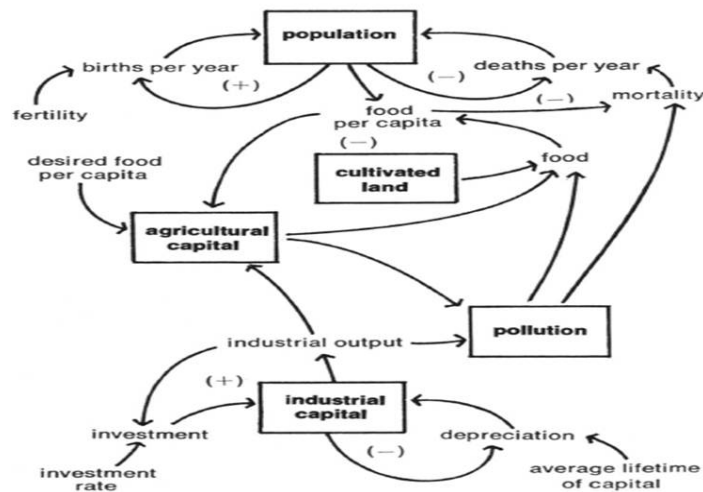 population
births per year
(+)
(−)
deaths per year
fertility
food
per capita
(−)
mortality
(−)
desired food
per capita
cultivated
land
food
agricultural
capital
pollution
industrial output
(+)
industrial
capital
investment
(−)
depreciation
investment
rate
average lifetime
of capital